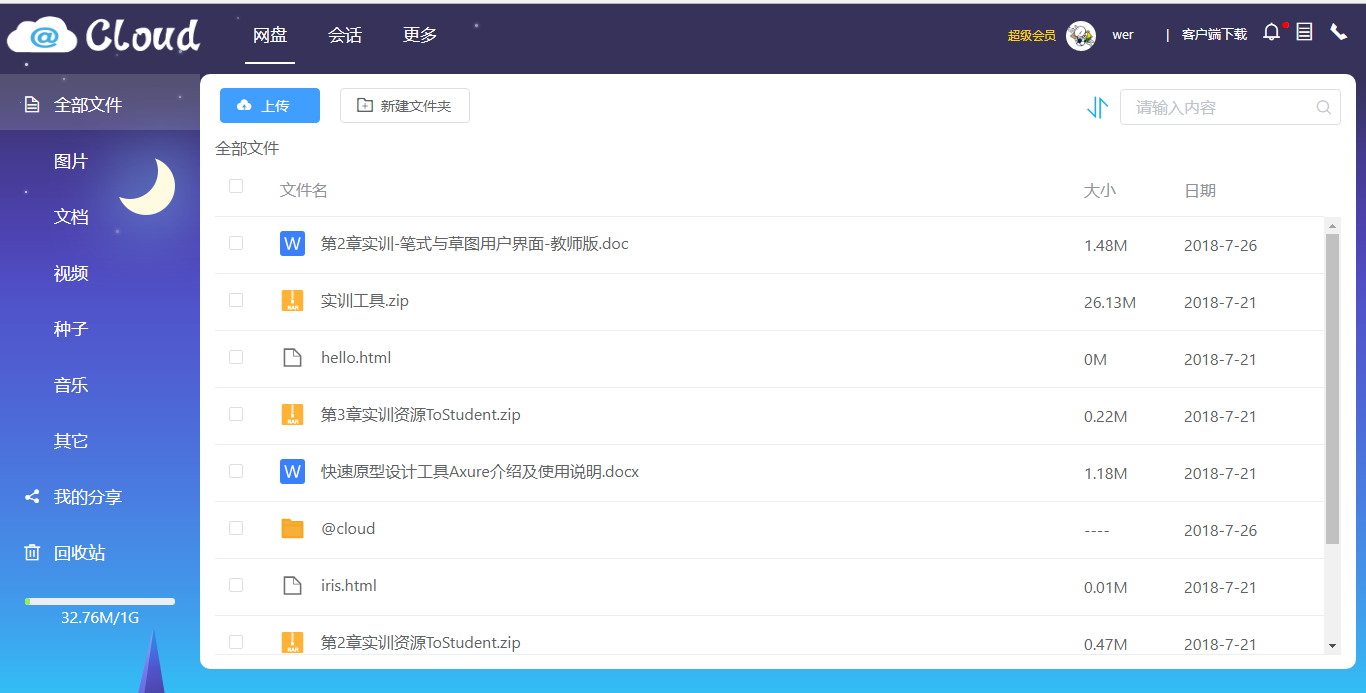 @ Cloud
网盘 会话 更多
超级会员 wer | 客户端下载
全部文件
图片
文档
视频
种子
音乐
其它
我的分享
回收站
32.76M/1G
上传 新建文件夹 请输入内容
全部文件
文件名 大小 日期
W 第2章实训-笔式与草图用户界面-教师版.doc 1.48M 2018-7-26
RAR 实训工具.zip 26.13M 2018-7-21
hello.html 0M 2018-7-21
RAR 第3章实训资源ToStudent.zip 0.22M 2018-7-21
W 快速原型设计工具Axure介绍及使用说明.docx 1.18M 2018-7-21
@cloud ---- 2018-7-26
iris.html 0.01M 2018-7-21
RAR 第2章实训资源ToStudent.zip 0.47M 2018-7-21